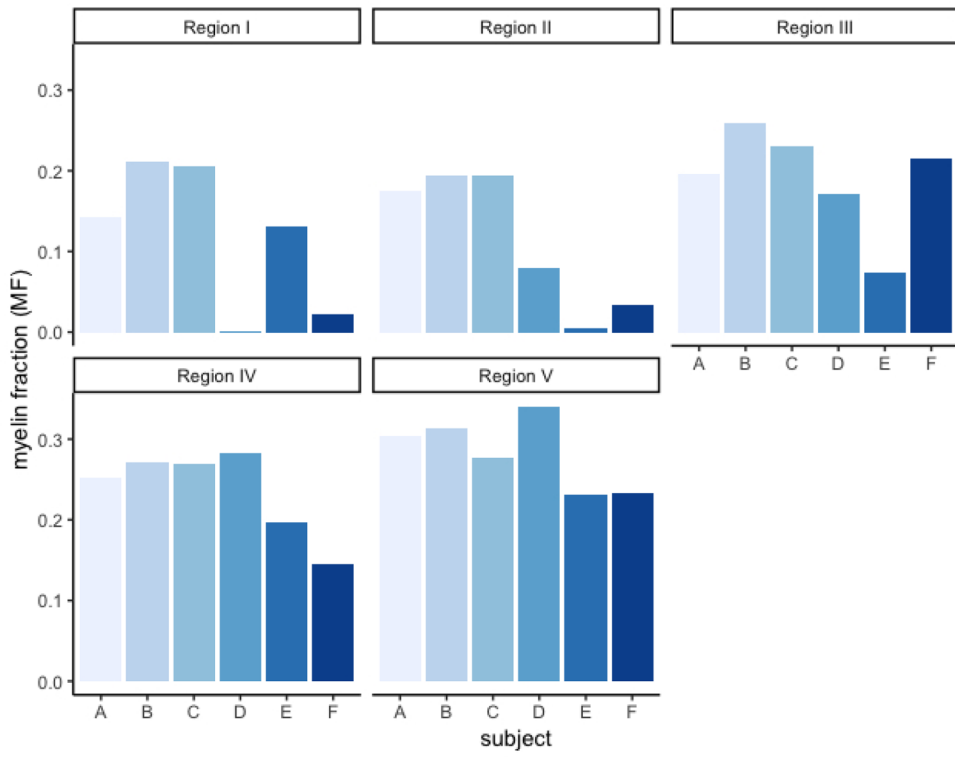 Region I
Region II
Region III
myelin fraction (MF)
0.3
0.2
0.1
0.0
A B C D E F
Region IV
Region V
0.3
0.2
0.1
0.0
A B C D E F
A B C D E F
subject